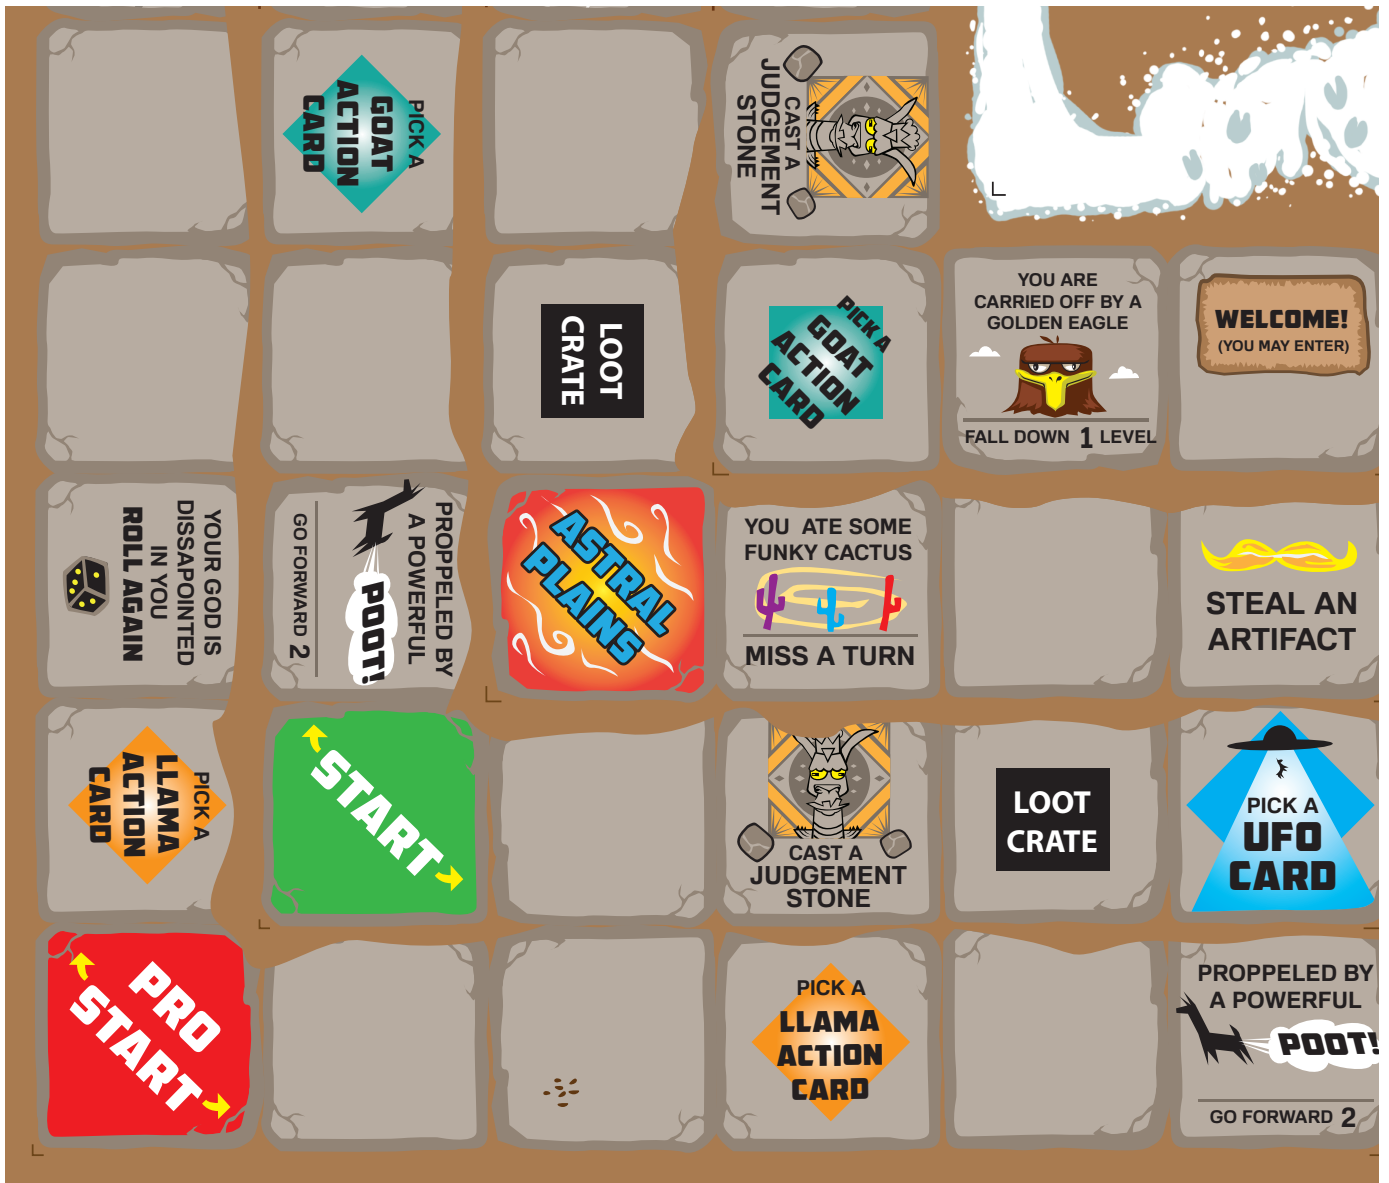 PICK A
GOAT
ACTION
CARD
CAST A
JUDGEMENT
STONE
LOOT
CRATE
PICK A
GOAT
ACTION
CARD
YOU ARE
CARRIED OFF BY A
GOLDEN EAGLE
FALL DOWN 1 LEVEL
WELCOME!
(YOU MAY ENTER)
YOUR GOD IS
DISSAPOINTED
IN YOU
ROLL AGAIN
PROPPELED BY
A POWERFUL
POOT!
GO FORWARD 2
ASTRAL
PLAINS
YOU ATE SOME
FUNKY CACTUS
MISS A TURN
STEAL AN
ARTIFACT
PICK A
LLAMA
ACTION
CARD
START
CAST A
JUDGEMENT
STONE
LOOT
CRATE
PICK A
UFO
CARD
PRO
START
PICK A
LLAMA
ACTION
CARD
PROPPELED BY
A POWERFUL
POOT!
GO FORWARD 2